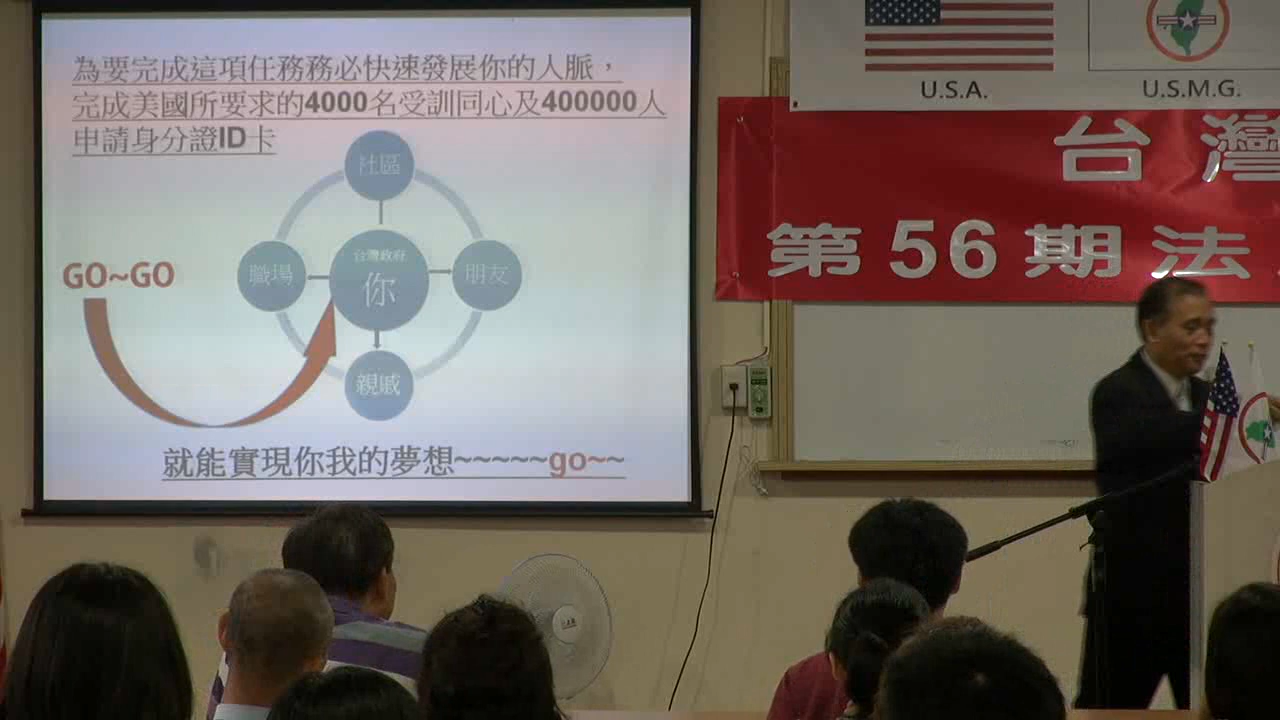 為要完成這項任務務必快速發展你的人脈，
完成美國所要求的4000名受訓同心及400000人
申請身分證ID卡
社區
GO~GO
職場
台灣政府
你
朋友
親戚
就能實現你我的夢想~~~~~go~~
U.S.A.
U.S.M.G.
台灣
第56期法